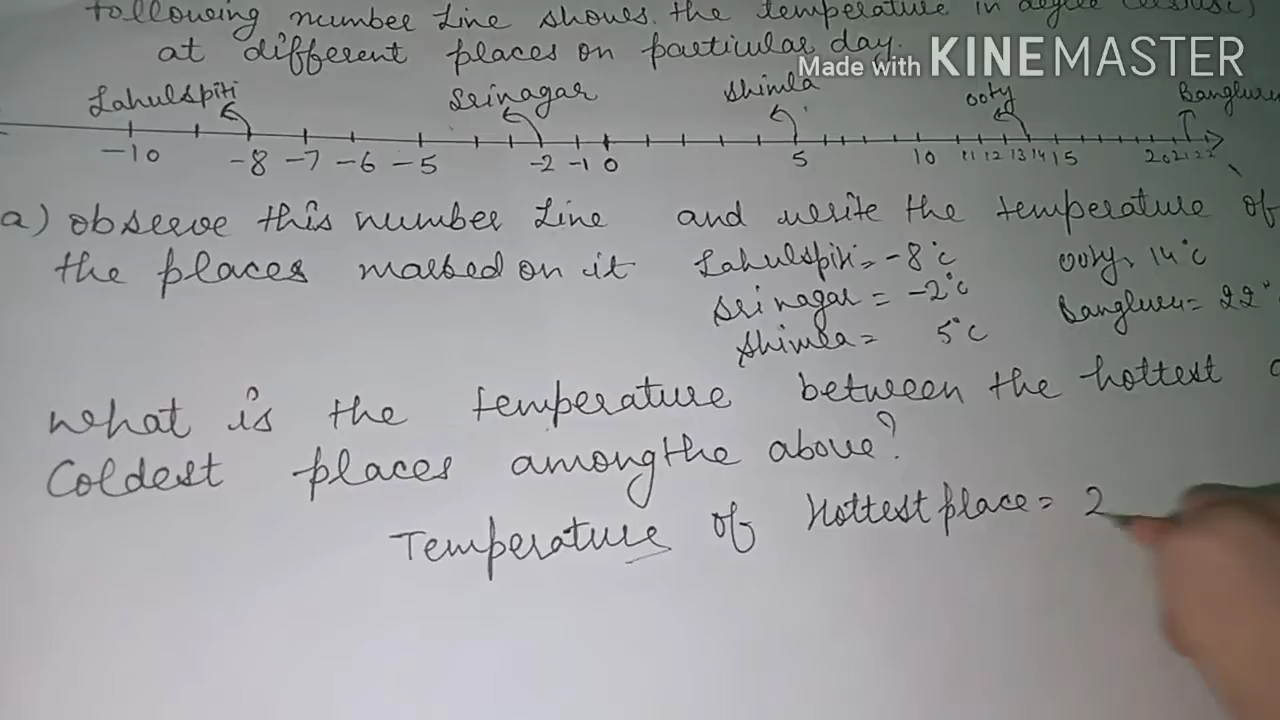 following number Line shows the temperature in degree
at different places on particular day.
Made with KINEMASTER
Lahulspiti Srinagar Shimla ooty Bangluru
-10 -8 -7 -6 -5 -2 -1 0 5 10 11 12 13 14 15 20 21 22
a) observe this number Line and write the temperature of
the places marked on it Lahulspiti = -8°c ooty, 14°c
Srinagar = -2°c Bangluru = 22°
Shimla = 5°C
What is the temperature between the hottest
Coldest places among the above?
Temperature of Hottest place = 2